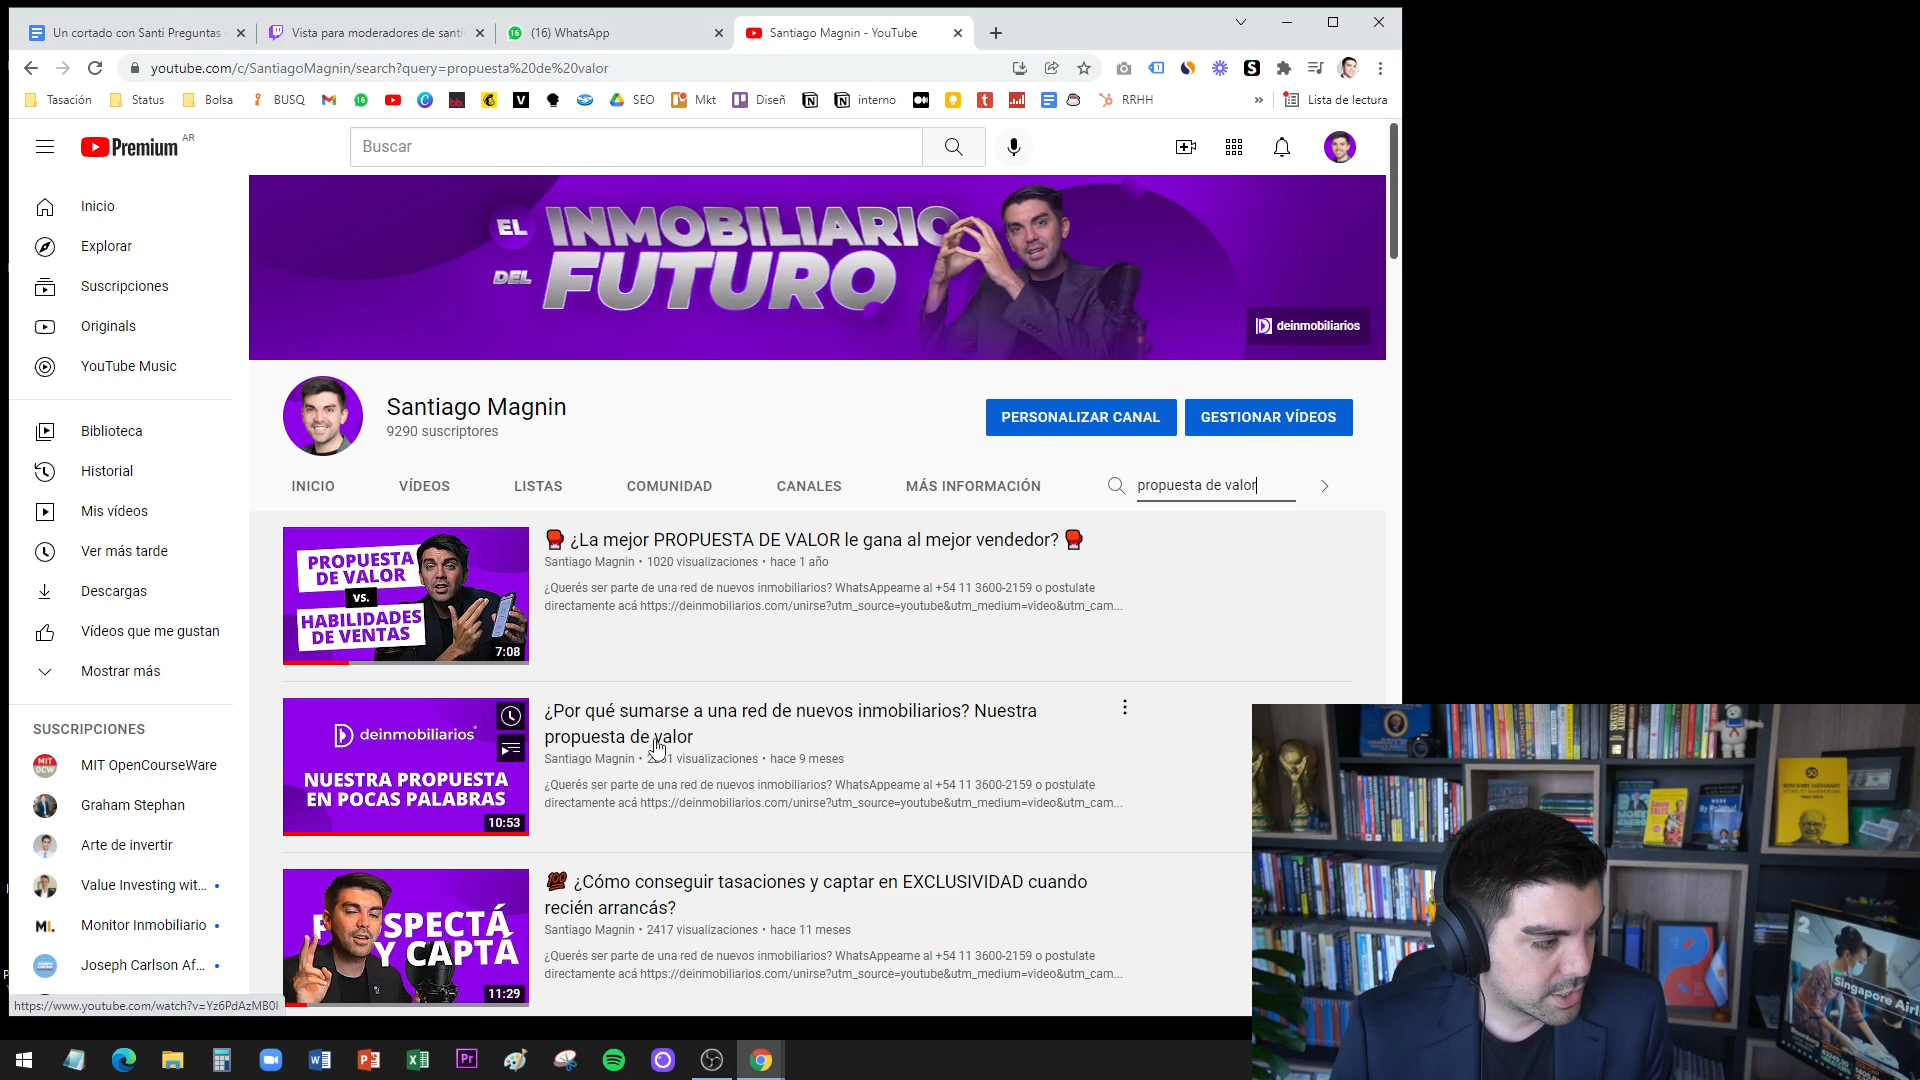 Un cortado con Santi Preguntas
Vista para moderadores de santi
(16) WhatsApp
Santiago Magnin - YouTube
youtube.com/c/SantiagoMagnin/search?query=propuesta%20de%20valor
Tasación
Status
Bolsa
BUSQ
SEO
Mkt
Diseñ
interno
RRHH
»
Lista de lectura
Premium AR
Buscar
EL INMOBILIARIO
DEL FUTURO
deinmobiliarios
Inicio
Explorar
Suscripciones
Originals
YouTube Music
Biblioteca
Historial
Mis vídeos
Ver más tarde
Descargas
Vídeos que me gustan
Mostrar más
SUSCRIPCIONES
MIT OpenCourseWare
Graham Stephan
Arte de invertir
Value Investing wit...
Monitor Inmobiliario
Joseph Carlson Af...
https://www.youtube.com/watch?v=Yz6PdAzMB0I
Santiago Magnin
9290 suscriptores
PERSONALIZAR CANAL
GESTIONAR VÍDEOS
INICIO
VÍDEOS
LISTAS
COMUNIDAD
CANALES
MÁS INFORMACIÓN
propuesta de valor
PROPUESTA
DE VALOR
VS.
HABILIDADES
DE VENTAS
7:08
🥊 ¿La mejor PROPUESTA DE VALOR le gana al mejor vendedor? 🥊
Santiago Magnin • 1020 visualizaciones • hace 1 año
¿Querés ser parte de una red de nuevos inmobiliarios? WhatsAppeame al +54 11 3600-2159 o postulate
directamente acá https://deinmobiliarios.com/unirse?utm_source=youtube&utm_medium=video&utm_cam...
deinmobiliarios
NUESTRA PROPUESTA
EN POCAS PALABRAS
10:53
¿Por qué sumarse a una red de nuevos inmobiliarios? Nuestra
propuesta de valor
Santiago Magnin • visualizaciones • hace 9 meses
¿Querés ser parte de una red de nuevos inmobiliarios? WhatsAppeame al +54 11 3600-2159 o postulate
directamente acá https://deinmobiliarios.com/unirse?utm_source=youtube&utm_medium=video&utm_cam...
Y CAPTÁ
11:29
💯 ¿Cómo conseguir tasaciones y captar en EXCLUSIVIDAD cuando
recién arrancás?
Santiago Magnin • 2417 visualizaciones • hace 11 meses
¿Querés ser parte de una red de nuevos inmobiliarios? WhatsAppeame al +54 11 3600-2159 o postulate
directamente acá https://deinmobiliarios.com/unirse?utm_source=youtube&utm_medium=video&utm_cam...
50
BERKSHIRE HATHAWAY
2
Singapore Airl